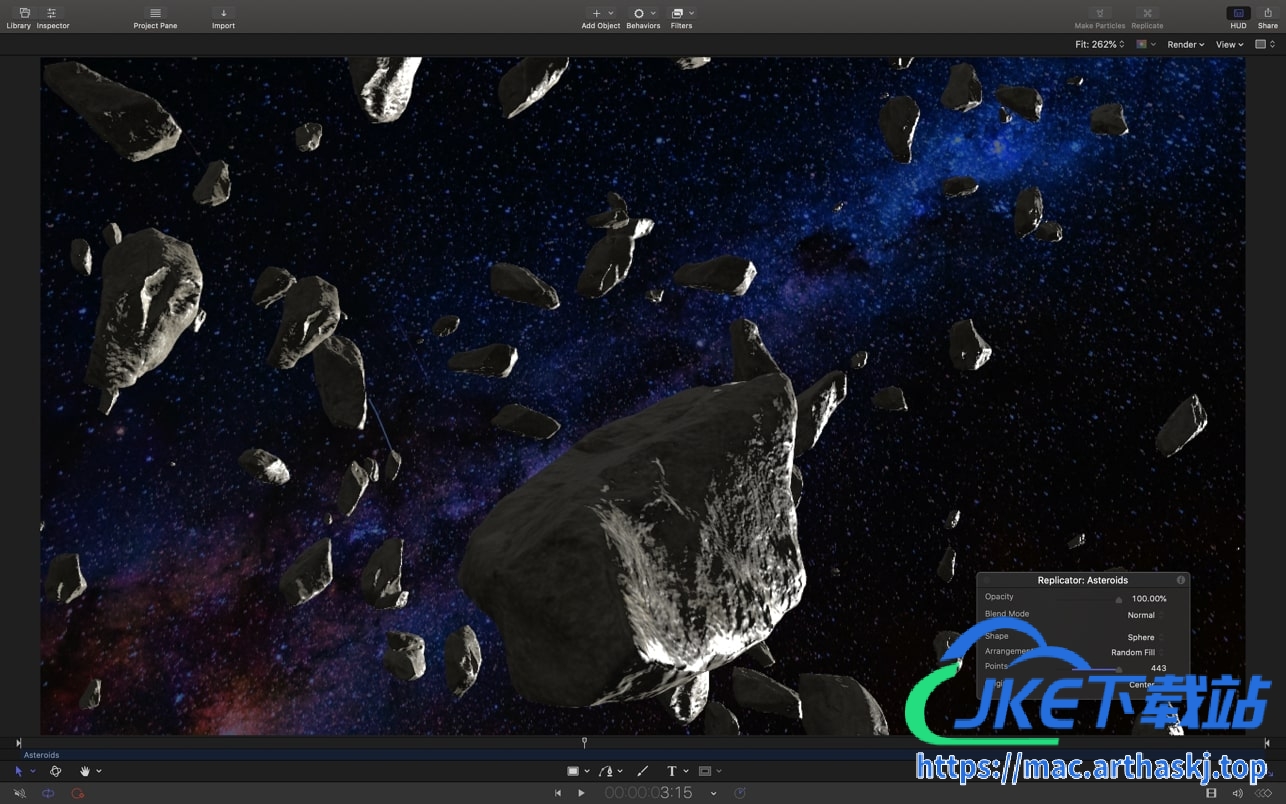 Library Inspector Project Pane Import Add Object Behaviors Filters Make Particles Replicate HUD Share
Fit: 262% Render View
Replicator: Asteroids
Opacity 100.00%
Blend Mode Normal
Shape Sphere
Arrangement Random Fill
Points 443
Center
JKE下载站
Asteroids
https://mac.arthaskj.top
T
00:00:03:15